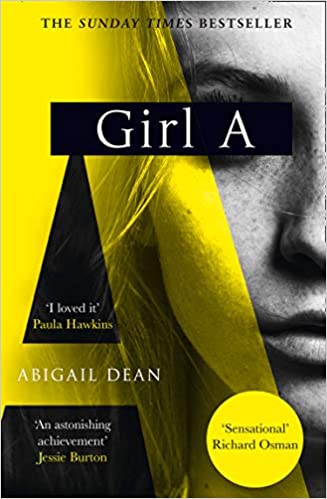 THE SUNDAY TIMES BESTSELLER
Girl A
‘I loved it’
Paula Hawkins
ABIGAIL DEAN
‘An astonishing
achievement’
Jessie Burton
‘Sensational’
Richard Osman